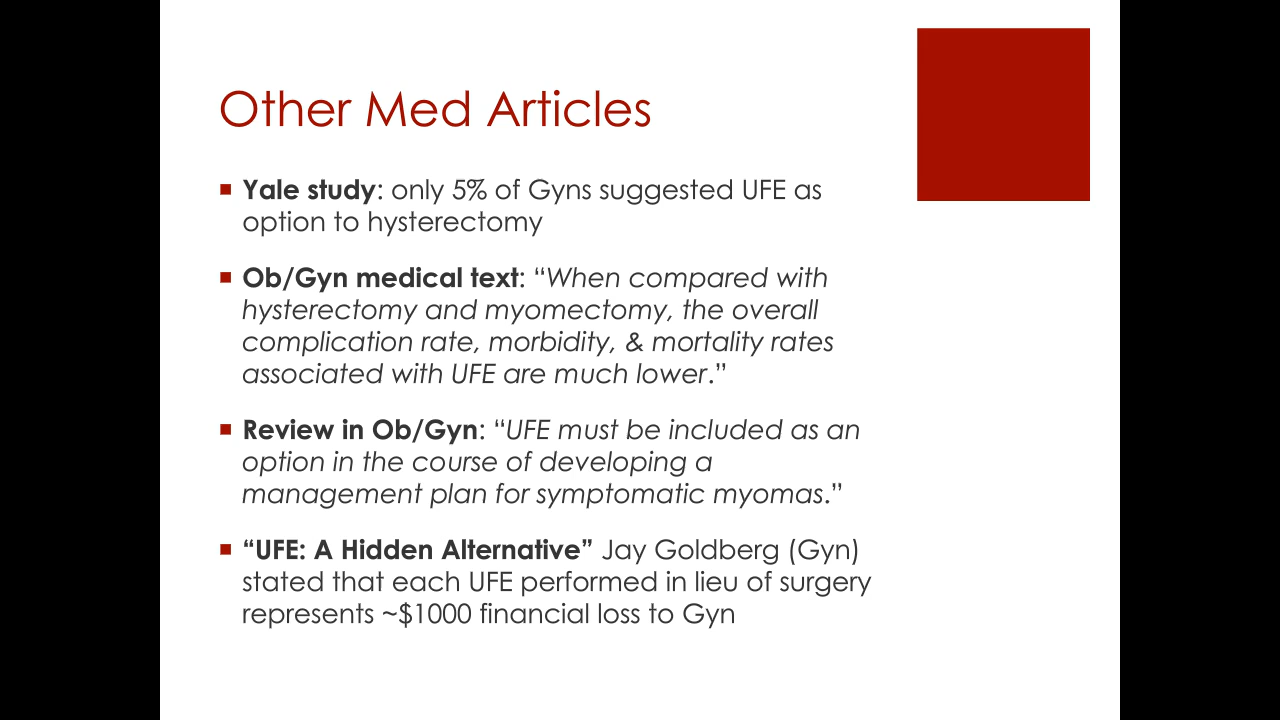 Other Med Articles
Yale study: only 5% of Gyns suggested UFE as
option to hysterectomy
Ob/Gyn medical text: “When compared with
hysterectomy and myomectomy, the overall
complication rate, morbidity, & mortality rates
associated with UFE are much lower.”
Review in Ob/Gyn: “UFE must be included as an
option in the course of developing a
management plan for symptomatic myomas.”
“UFE: A Hidden Alternative” Jay Goldberg (Gyn)
stated that each UFE performed in lieu of surgery
represents ~$1000 financial loss to Gyn